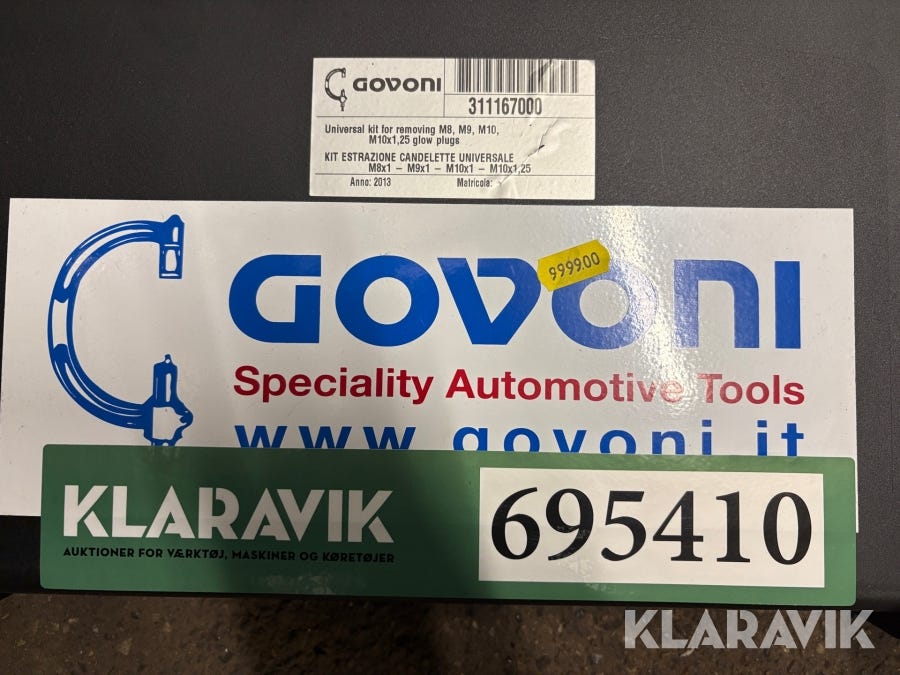 GOVONI
311167000
Universal kit for removing M8, M9, M10,
M10x1,25 glow plugs
KIT ESTRAZIONE CANDELETTE UNIVERSALE
M8x1 – M9x1 – M10x1 – M10x1,25
Anno: 2013 Matricola: -
9999.00
GOVONI
Speciality Automotive Tools
www.govoni.it
KLARAVIK
AUKTIONER FOR VÆRKTØJ, MASKINER OG KØRETØJER
695410
KLARAVIK